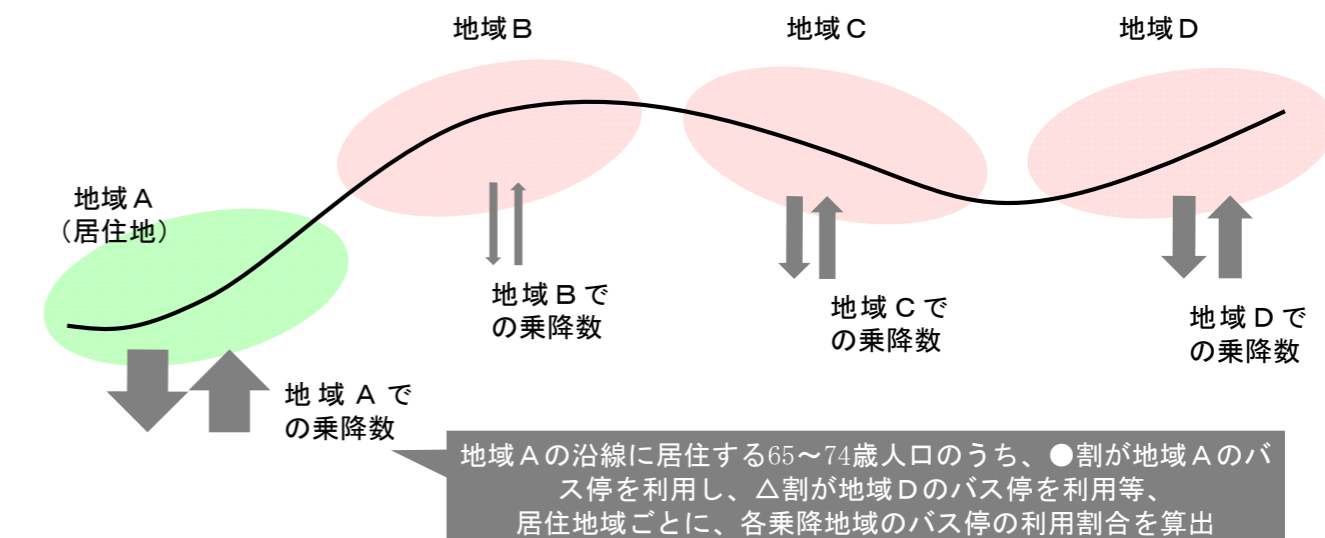 地域B
地域C
地域D
地域A
（居住地）
地域Bで
の乗降数
地域Cで
の乗降数
地域Dで
の乗降数
地域Aで
の乗降数
地域Aの沿線に居住する65～74歳人口のうち、●割が地域Aのバ
ス停を利用し、△割が地域Dのバス停を利用等、
居住地域ごとに、各乗降地域のバス停の利用割合を算出